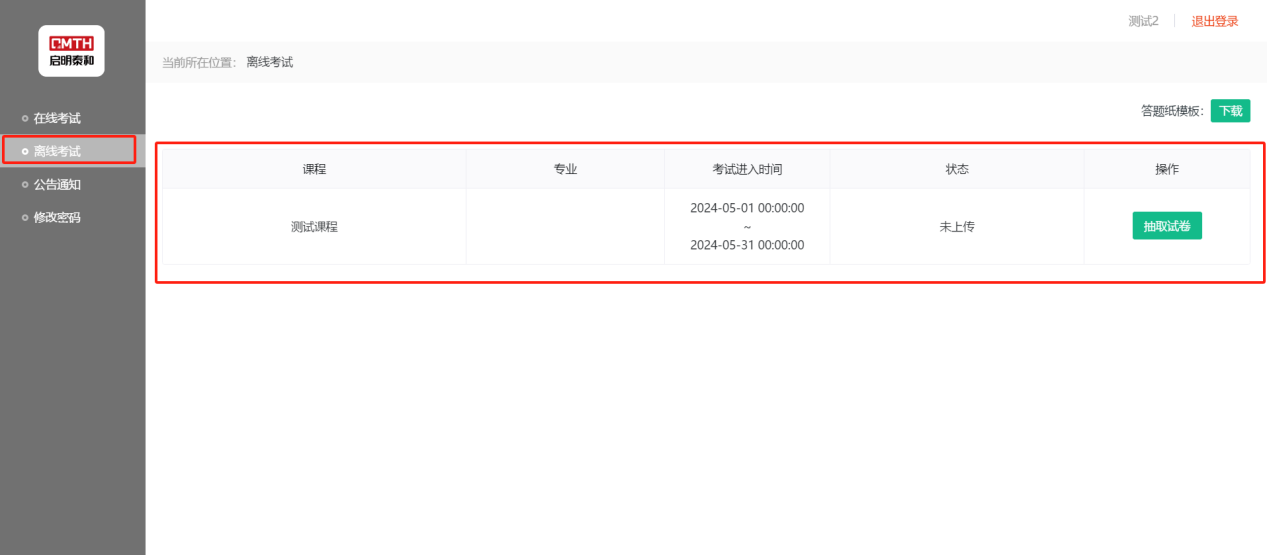 测试2 退出登录
CMTH
启明泰和
当前所在位置： 离线考试
在线考试
离线考试
公告通知
修改密码
答题纸模板： 下载
课程 专业 考试进入时间 状态 操作
测试课程 2024-05-01 00:00:00 ~ 2024-05-31 00:00:00 未上传 抽取试卷